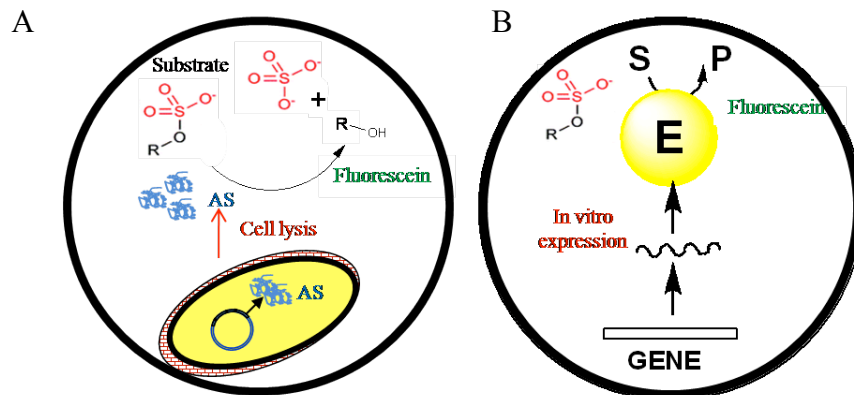 A
Substrate
O
O
S
O⁻
O
R
O
O
S
O⁻
O⁻
+
R
OH
Fluorescein
AS
Cell lysis
AS
B
O
O
S
O⁻
O
R
S
P
E
Fluorescein
In vitro
expression
GENE